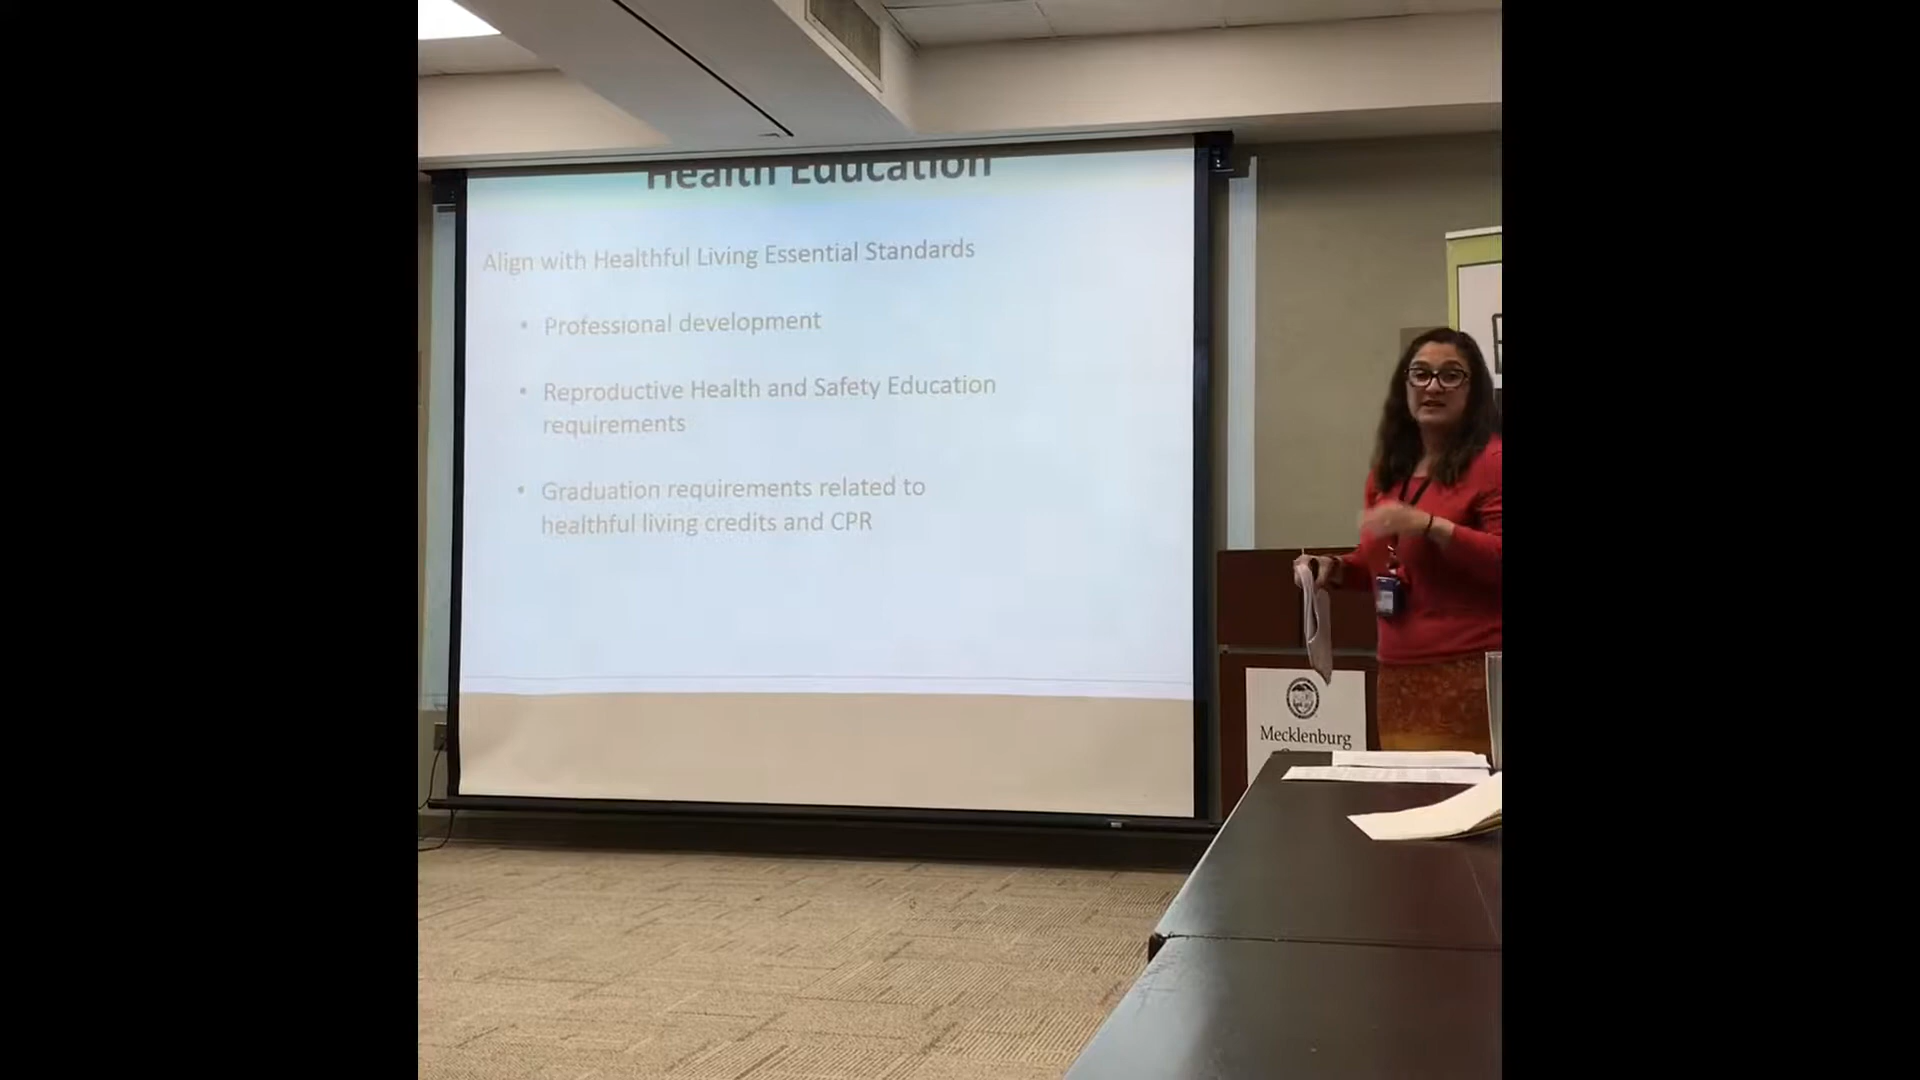 Health Education
Align with Healthful Living Essential Standards
• Professional development
• Reproductive Health and Safety Education
requirements
• Graduation requirements related to
healthful living credits and CPR
Mecklenburg